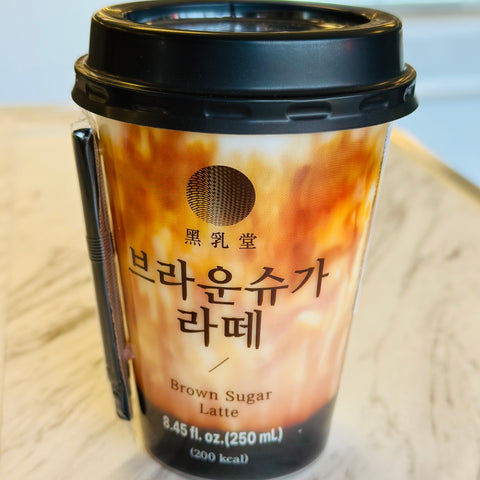 黑乳堂
브라운슈가
라떼
Brown Sugar
Latte
8.45 fl. oz.(250 mL)
(200 kcal)